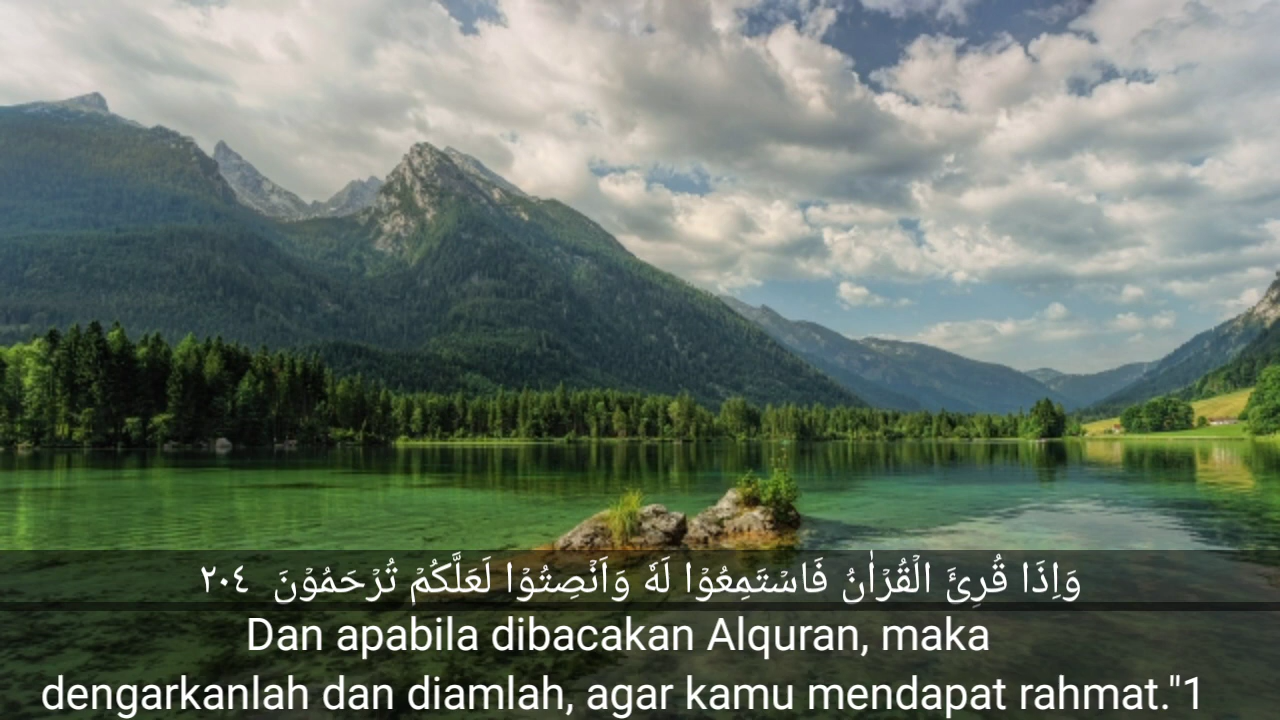 وَاِذَا قُرِئَ الْقُرْاٰنُ فَاسْتَمِعُوْا لَهٗ وَاَنْصِتُوْا لَعَلَّكُمْ تُرْحَمُوْنَ ٢٠٤
Dan apabila dibacakan Alquran, maka
dengarkanlah dan diamlah, agar kamu mendapat rahmat."1